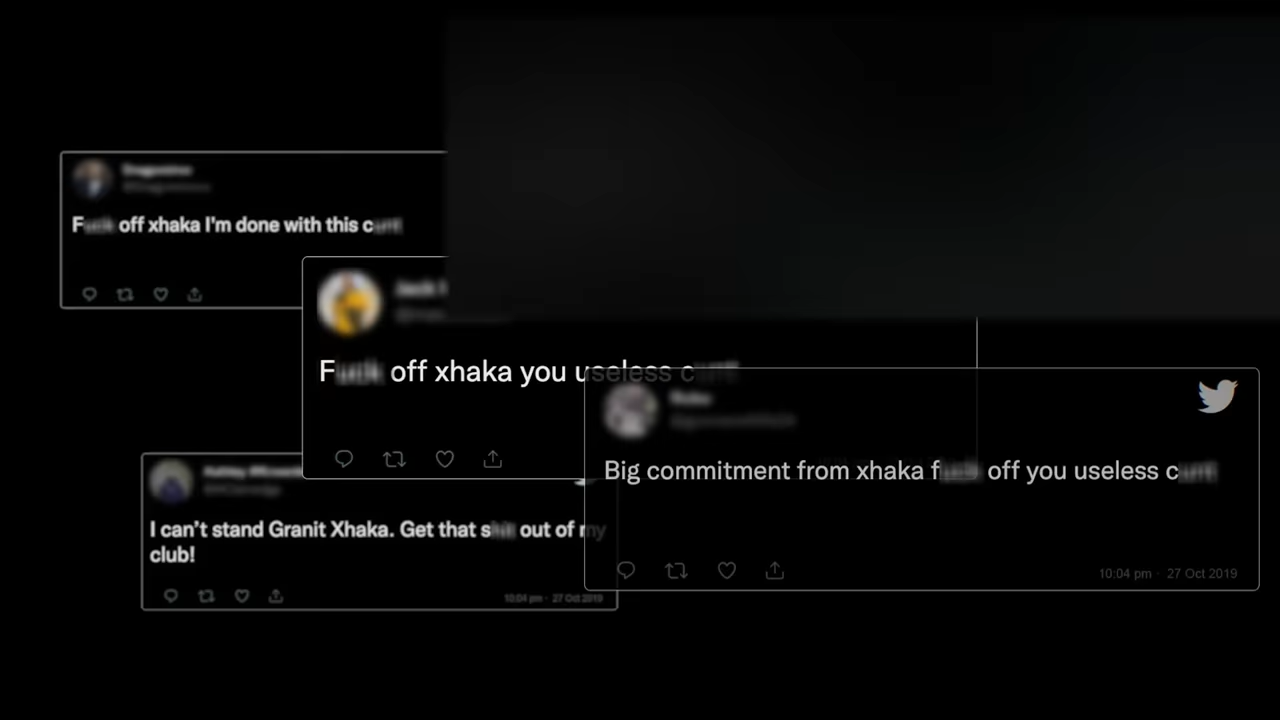 F off xhaka I'm done with this c
F off xhaka you useless c
Big commitment from xhaka f off you useless c
10:04 pm · 27 Oct 2019
I can't stand Granit Xhaka. Get that s out of my
club!
10:04 pm · 27 Oct 2019